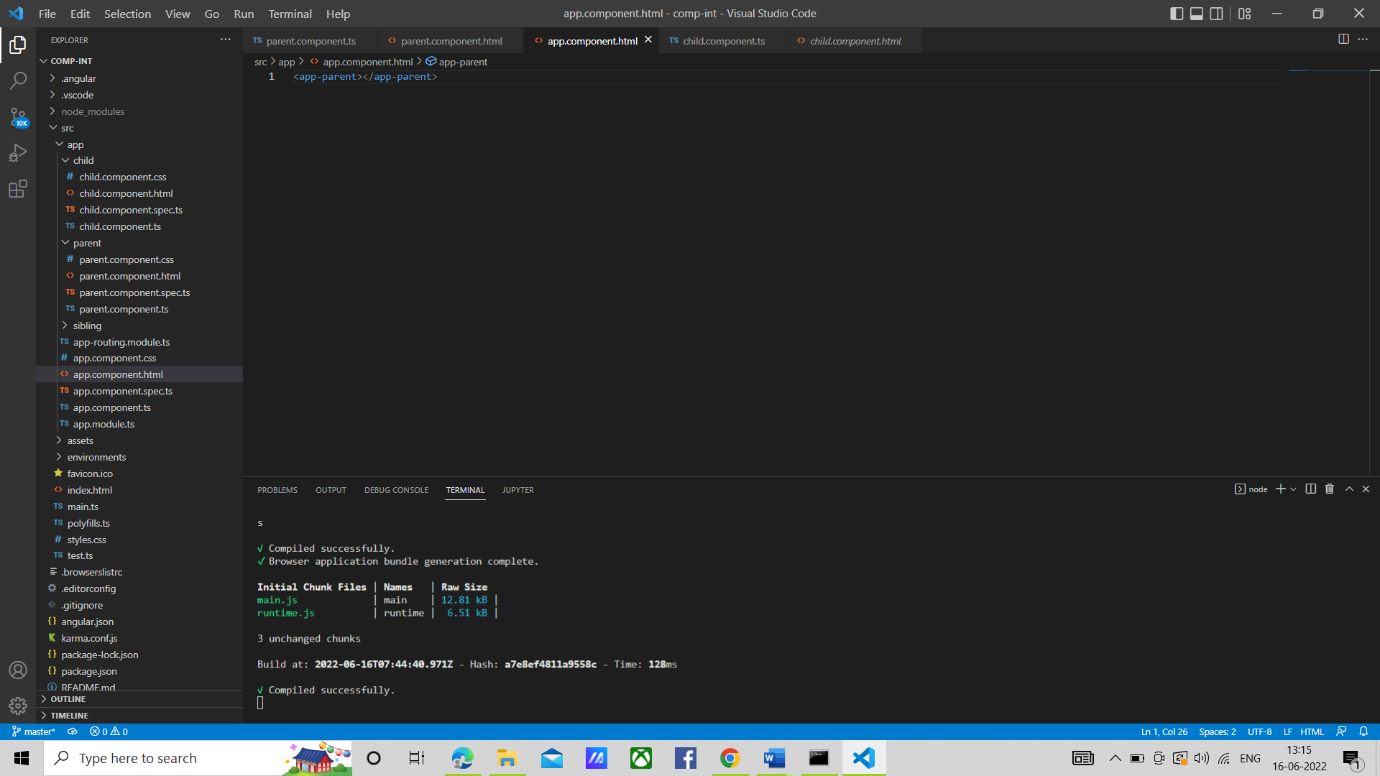 File Edit Selection View Go Run Terminal Help
app.component.html - comp-int - Visual Studio Code
EXPLORER
COMP-INT
.angular
.vscode
node_modules
src
app
child
child.component.css
child.component.html
child.component.spec.ts
child.component.ts
parent
parent.component.css
parent.component.html
parent.component.spec.ts
parent.component.ts
sibling
app-routing.module.ts
app.component.css
app.component.html
app.component.spec.ts
app.component.ts
app.module.ts
assets
environments
favicon.ico
index.html
main.ts
polyfills.ts
styles.css
test.ts
.browserslistrc
.editorconfig
.gitignore
angular.json
karma.conf.js
package-lock.json
package.json
README.md
OUTLINE
TIMELINE
10K
TS parent.component.ts <> parent.component.html <> app.component.html TS child.component.ts <> child.component.html
src > app > <> app.component.html > app-parent
1 <app-parent></app-parent>
PROBLEMS OUTPUT DEBUG CONSOLE TERMINAL JUPYTER
node
s
√ Compiled successfully.
✓ Browser application bundle generation complete.
Initial Chunk Files | Names | Raw Size
main.js | main | 12.81 kB |
runtime.js | runtime | 6.51 kB |
3 unchanged chunks
Build at: 2022-06-16T07:44:40.971Z - Hash: a7e8ef4811a9558c - Time: 128ms
√ Compiled successfully.
master* 0 0 Ln 1, Col 26 Spaces: 2 UTF-8 LF HTML
Type here to search
ENG
13:15
16-06-2022
1